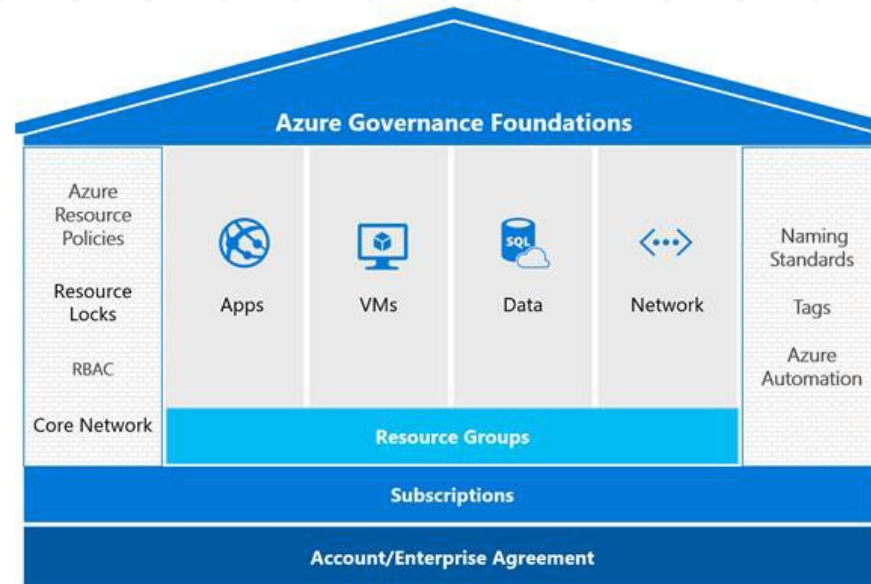 Azure Governance Foundations
Azure
Resource
Policies
Resource
Locks
RBAC
Core Network
SQL
Apps
VMs
Data
Network
Naming
Standards
Tags
Azure
Automation
Resource Groups
Subscriptions
Account/Enterprise Agreement